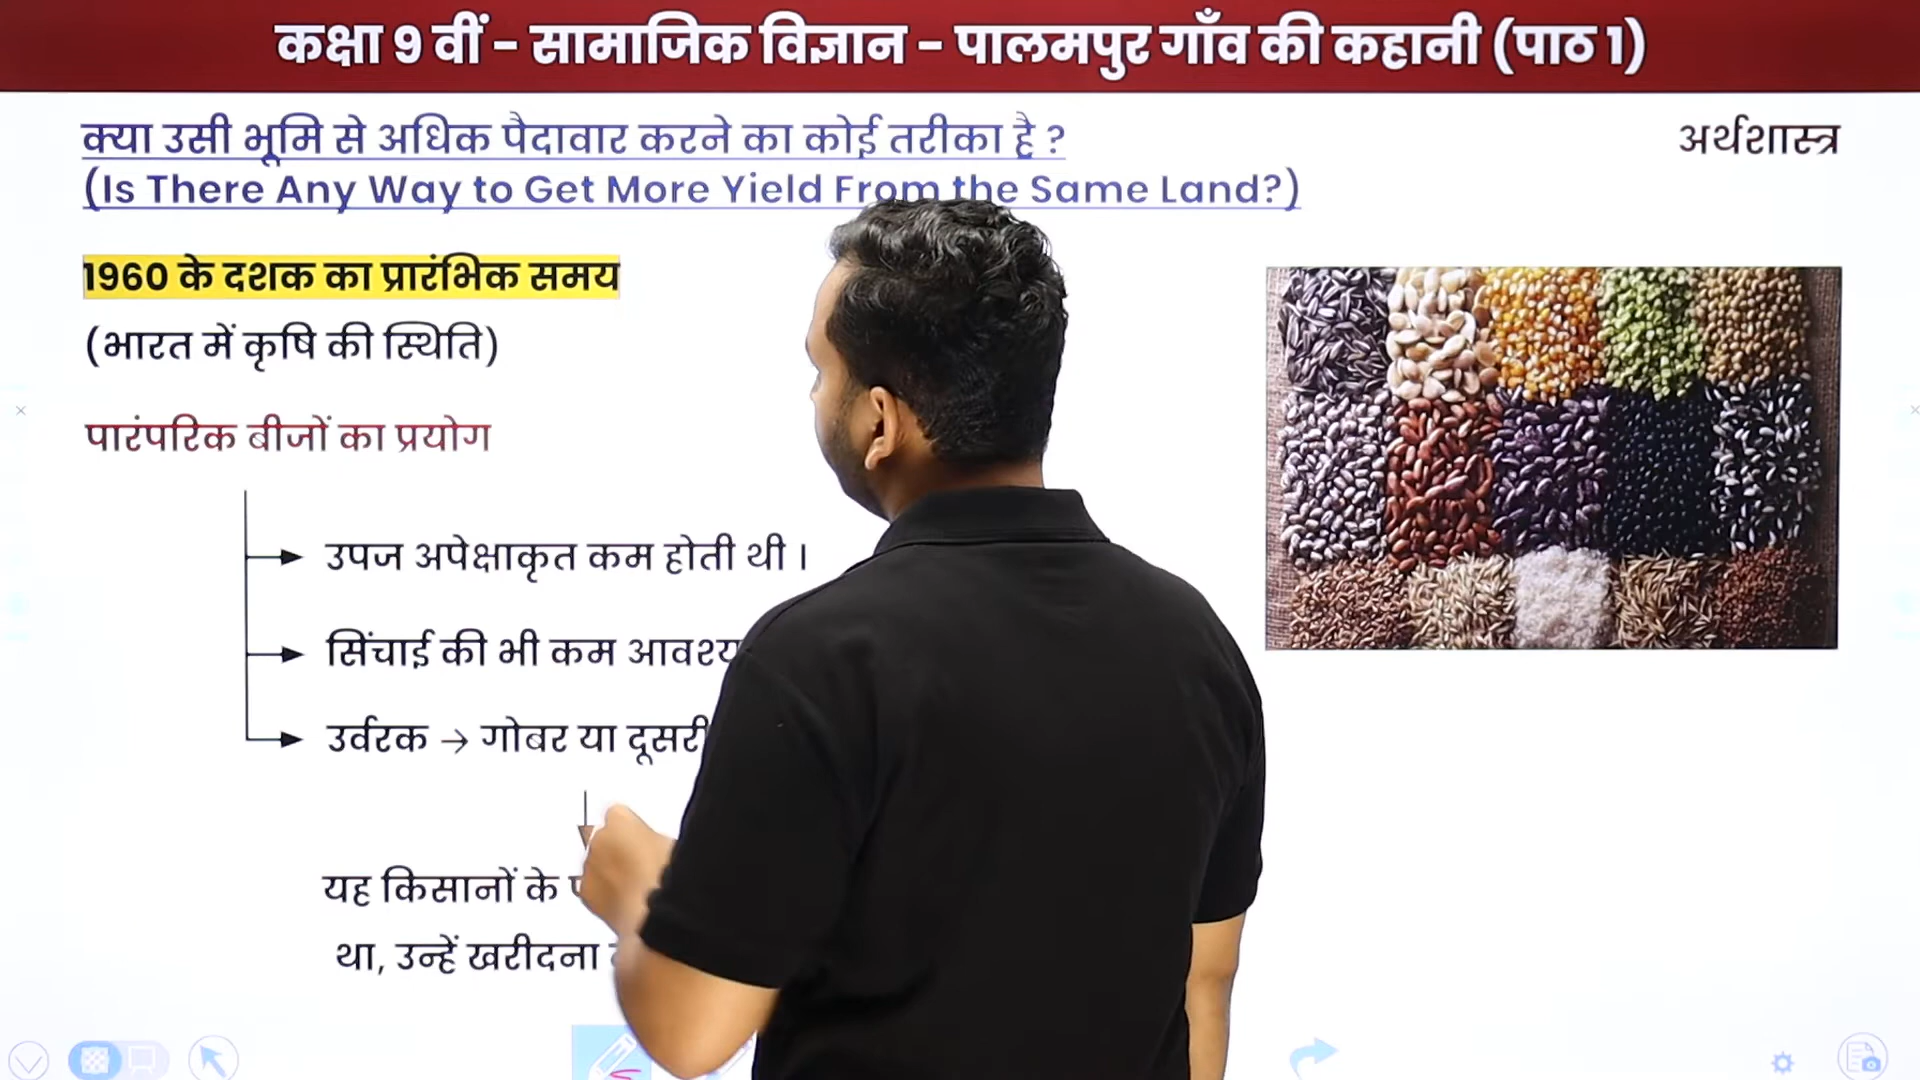 कक्षा 9 वीं - सामाजिक विज्ञान - पालमपुर गाँव की कहानी (पाठ 1)
क्या उसी भूमि से अधिक पैदावार करने का कोई तरीका है ?
अर्थशास्त्र
(Is There Any Way to Get More Yield From the Same Land?)
1960 के दशक का प्रारंभिक समय
(भारत में कृषि की स्थिति)
पारंपरिक बीजों का प्रयोग
उपज अपेक्षाकृत कम होती थी ।
सिंचाई की भी कम
उर्वरक → गोबर या दूसरी
यह किसानों के
था, उन्हें खरीदना